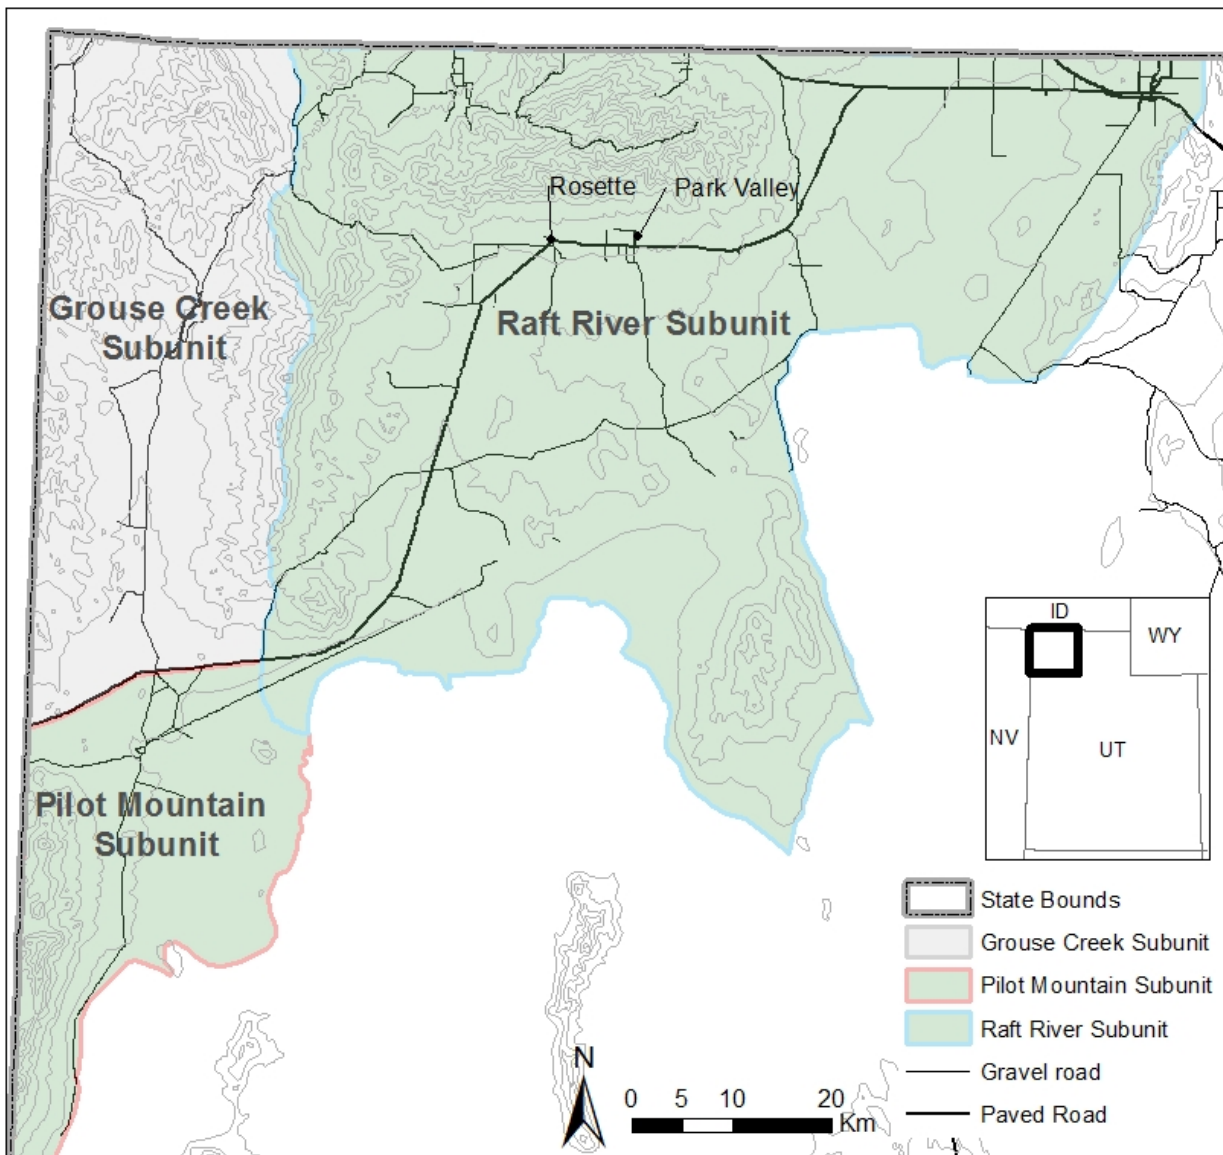 Rosette
Park Valley
Grouse Creek
Subunit
Raft River Subunit
Pilot Mountain
Subunit
ID
WY
NV
UT
State Bounds
Grouse Creek Subunit
Pilot Mountain Subunit
Raft River Subunit
Gravel road
Paved Road
N
0 5 10 20
Km